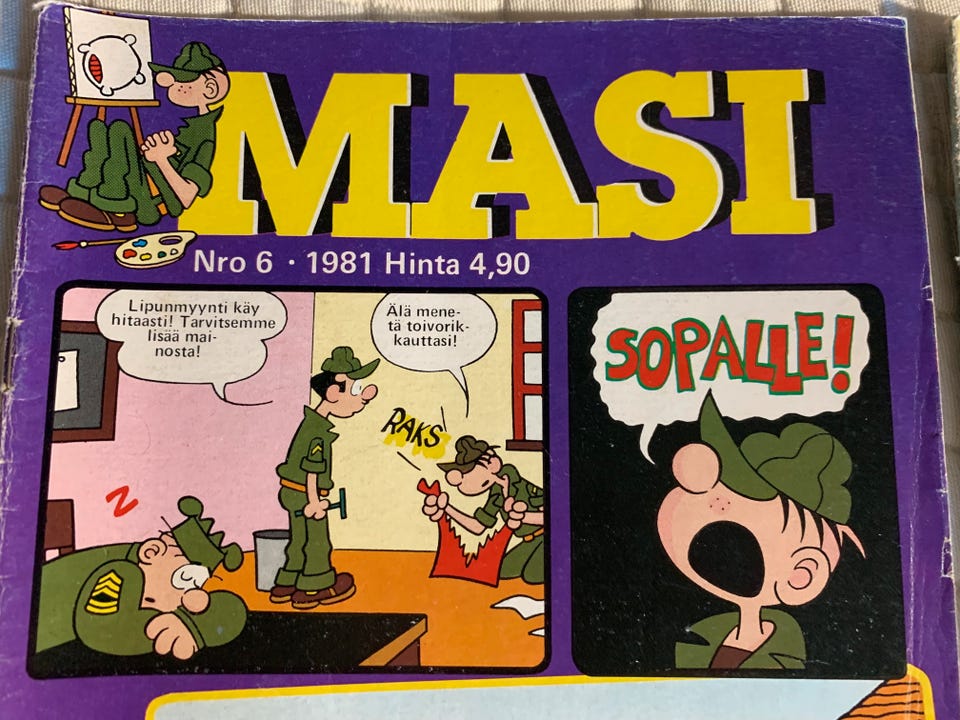 MASI
Nro 6 · 1981 Hinta 4,90
Lipunmyynti käy
hitaasti! Tarvitsemme
lisää mai-
nosta!
Älä mene-
tä toivorik-
kauttasi!
RAKS
Z
SOPALLE!